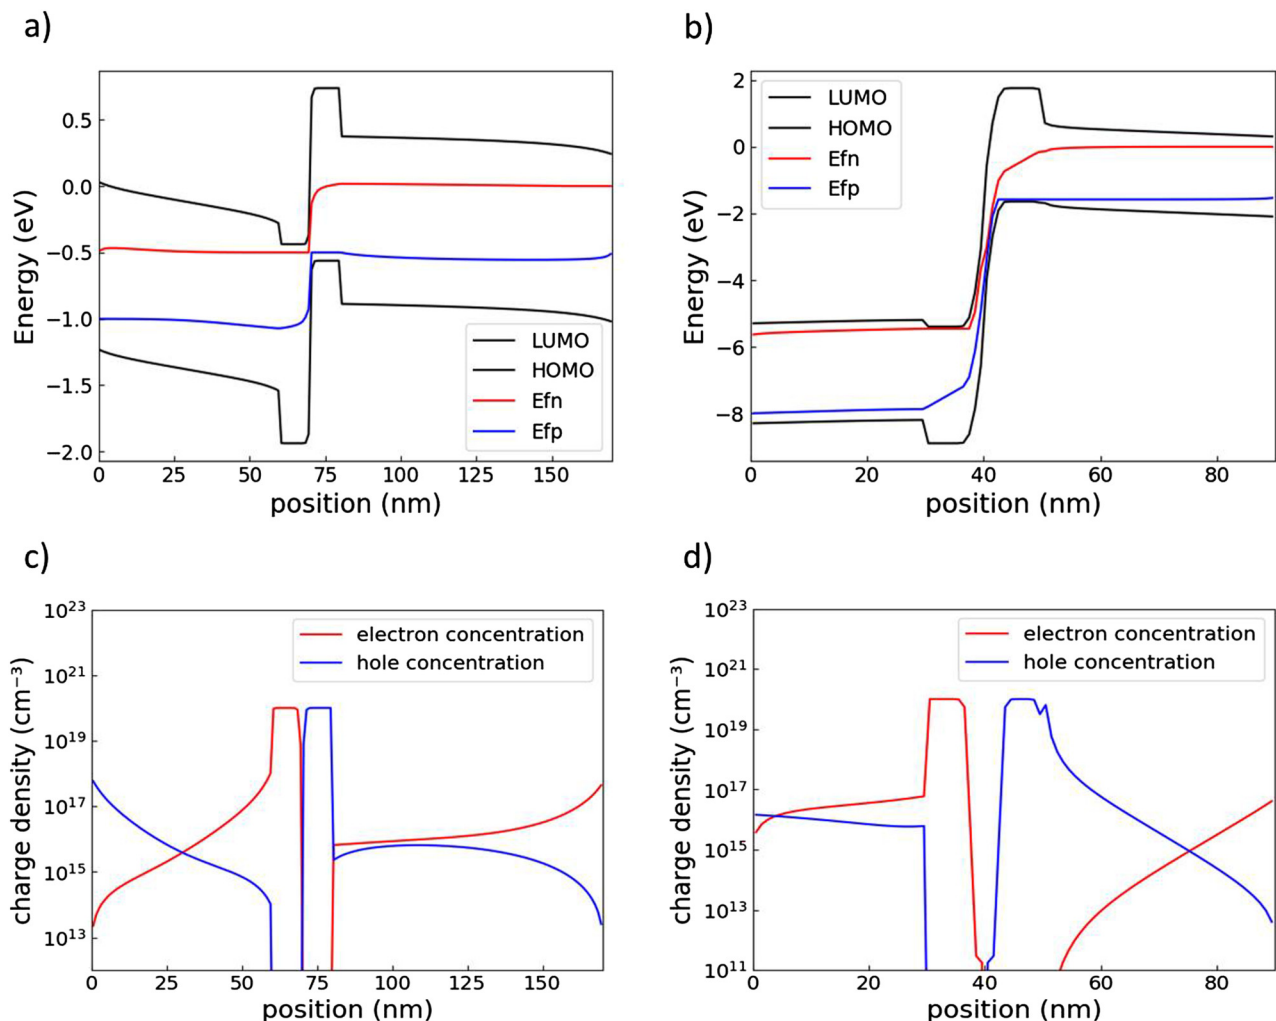 a)
0.5
0.0
−0.5
−1.0
−1.5
−2.0
Energy (eV)
LUMO
HOMO
Efn
Efp
0 25 50 75 100 125 150
position (nm)
b)
2
0
−2
−4
−6
−8
Energy (eV)
LUMO
HOMO
Efn
Efp
0 20 40 60 80
position (nm)
c)
10²³
10²¹
10¹⁹
10¹⁷
10¹⁵
10¹³
charge density (cm⁻³)
electron concentration
hole concentration
0 25 50 75 100 125 150
position (nm)
d)
10²³
10²¹
10¹⁹
10¹⁷
10¹⁵
10¹³
10¹¹
charge density (cm⁻³)
electron concentration
hole concentration
0 20 40 60 80
position (nm)